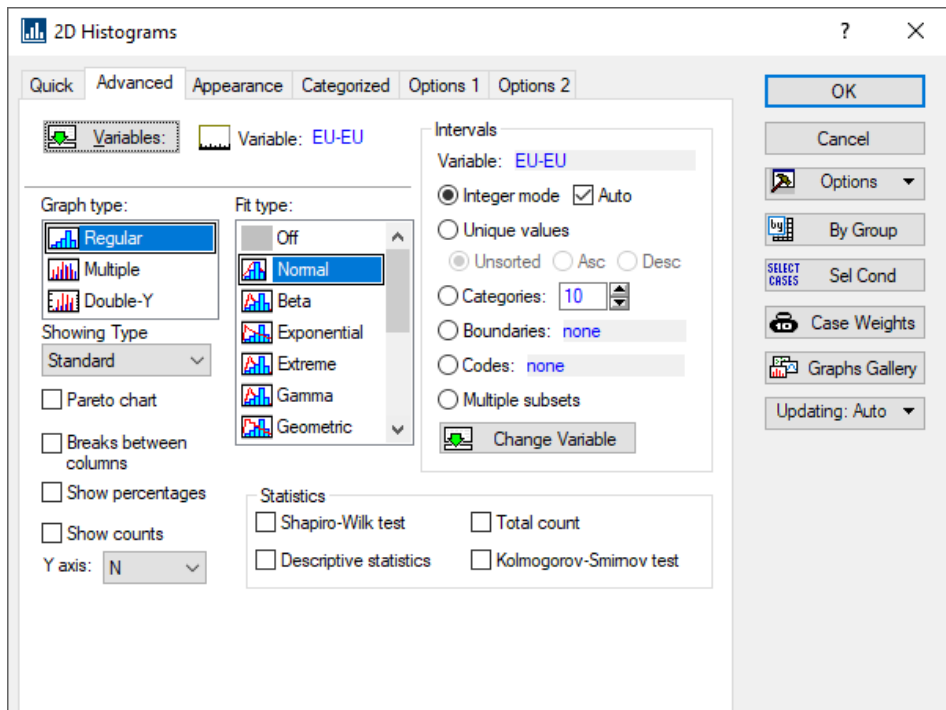 2D Histograms
?
Quick Advanced Appearance Categorized Options 1 Options 2
Variables: Variable: EU-EU
Graph type:
Regular
Multiple
Double-Y
Showing Type
Standard
Pareto chart
Breaks between
columns
Show percentages
Show counts
Y axis: N
Fit type:
Off
Normal
Beta
Exponential
Extreme
Gamma
Geometric
Intervals
Variable: EU-EU
Integer mode Auto
Unique values
Unsorted Asc Desc
Categories: 10
Boundaries: none
Codes: none
Multiple subsets
Change Variable
Statistics
Shapiro-Wilk test Total count
Descriptive statistics Kolmogorov-Smirnov test
OK
Cancel
Options
by By Group
SELECT
CASES Sel Cond
Case Weights
Graphs Gallery
Updating: Auto